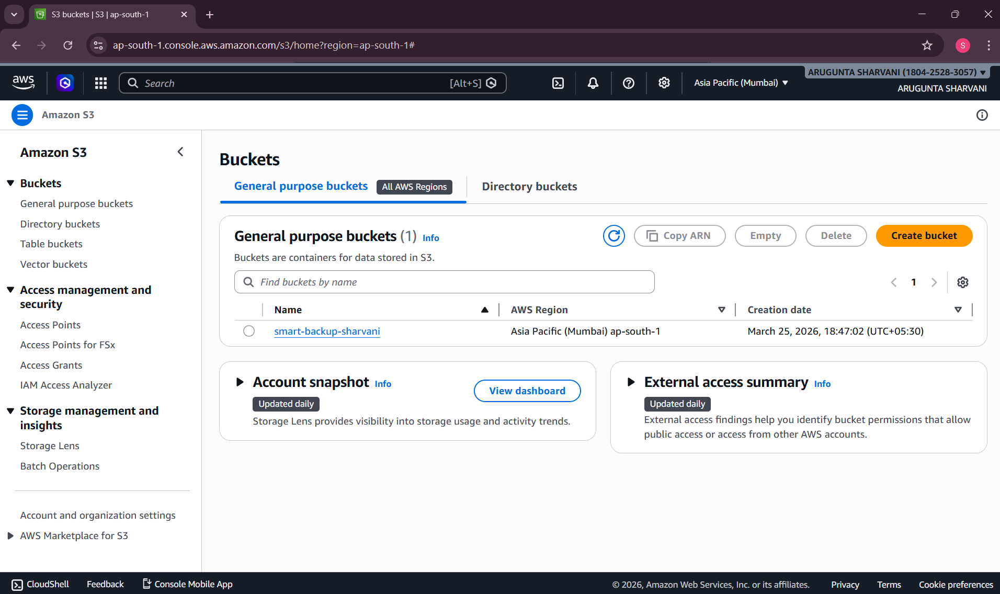 S3 buckets | S3 | ap-south-1
ap-south-1.console.aws.amazon.com/s3/home?region=ap-south-1#
S
aws
Search
[Alt+S]
Asia Pacific (Mumbai)
ARUGUNTA SHARVANI (1804-2528-3057)
ARUGUNTA SHARVANI
Amazon S3
Amazon S3
Buckets
General purpose buckets
Directory buckets
Table buckets
Vector buckets
Access management and
security
Access Points
Access Points for FSx
Access Grants
IAM Access Analyzer
Storage management and
insights
Storage Lens
Batch Operations
Account and organization settings
AWS Marketplace for S3
Buckets
General purpose buckets All AWS Regions Directory buckets
General purpose buckets (1) Info
Copy ARN Empty Delete Create bucket
Buckets are containers for data stored in S3.
Find buckets by name
1
Name AWS Region Creation date
smart-backup-sharvani Asia Pacific (Mumbai) ap-south-1 March 25, 2026, 18:47:02 (UTC+05:30)
Account snapshot Info
View dashboard
Updated daily
Storage Lens provides visibility into storage usage and activity trends.
External access summary Info
Updated daily
External access findings help you identify bucket permissions that allow
public access or access from other AWS accounts.
CloudShell Feedback Console Mobile App © 2026, Amazon Web Services, Inc. or its affiliates. Privacy Terms Cookie preferences